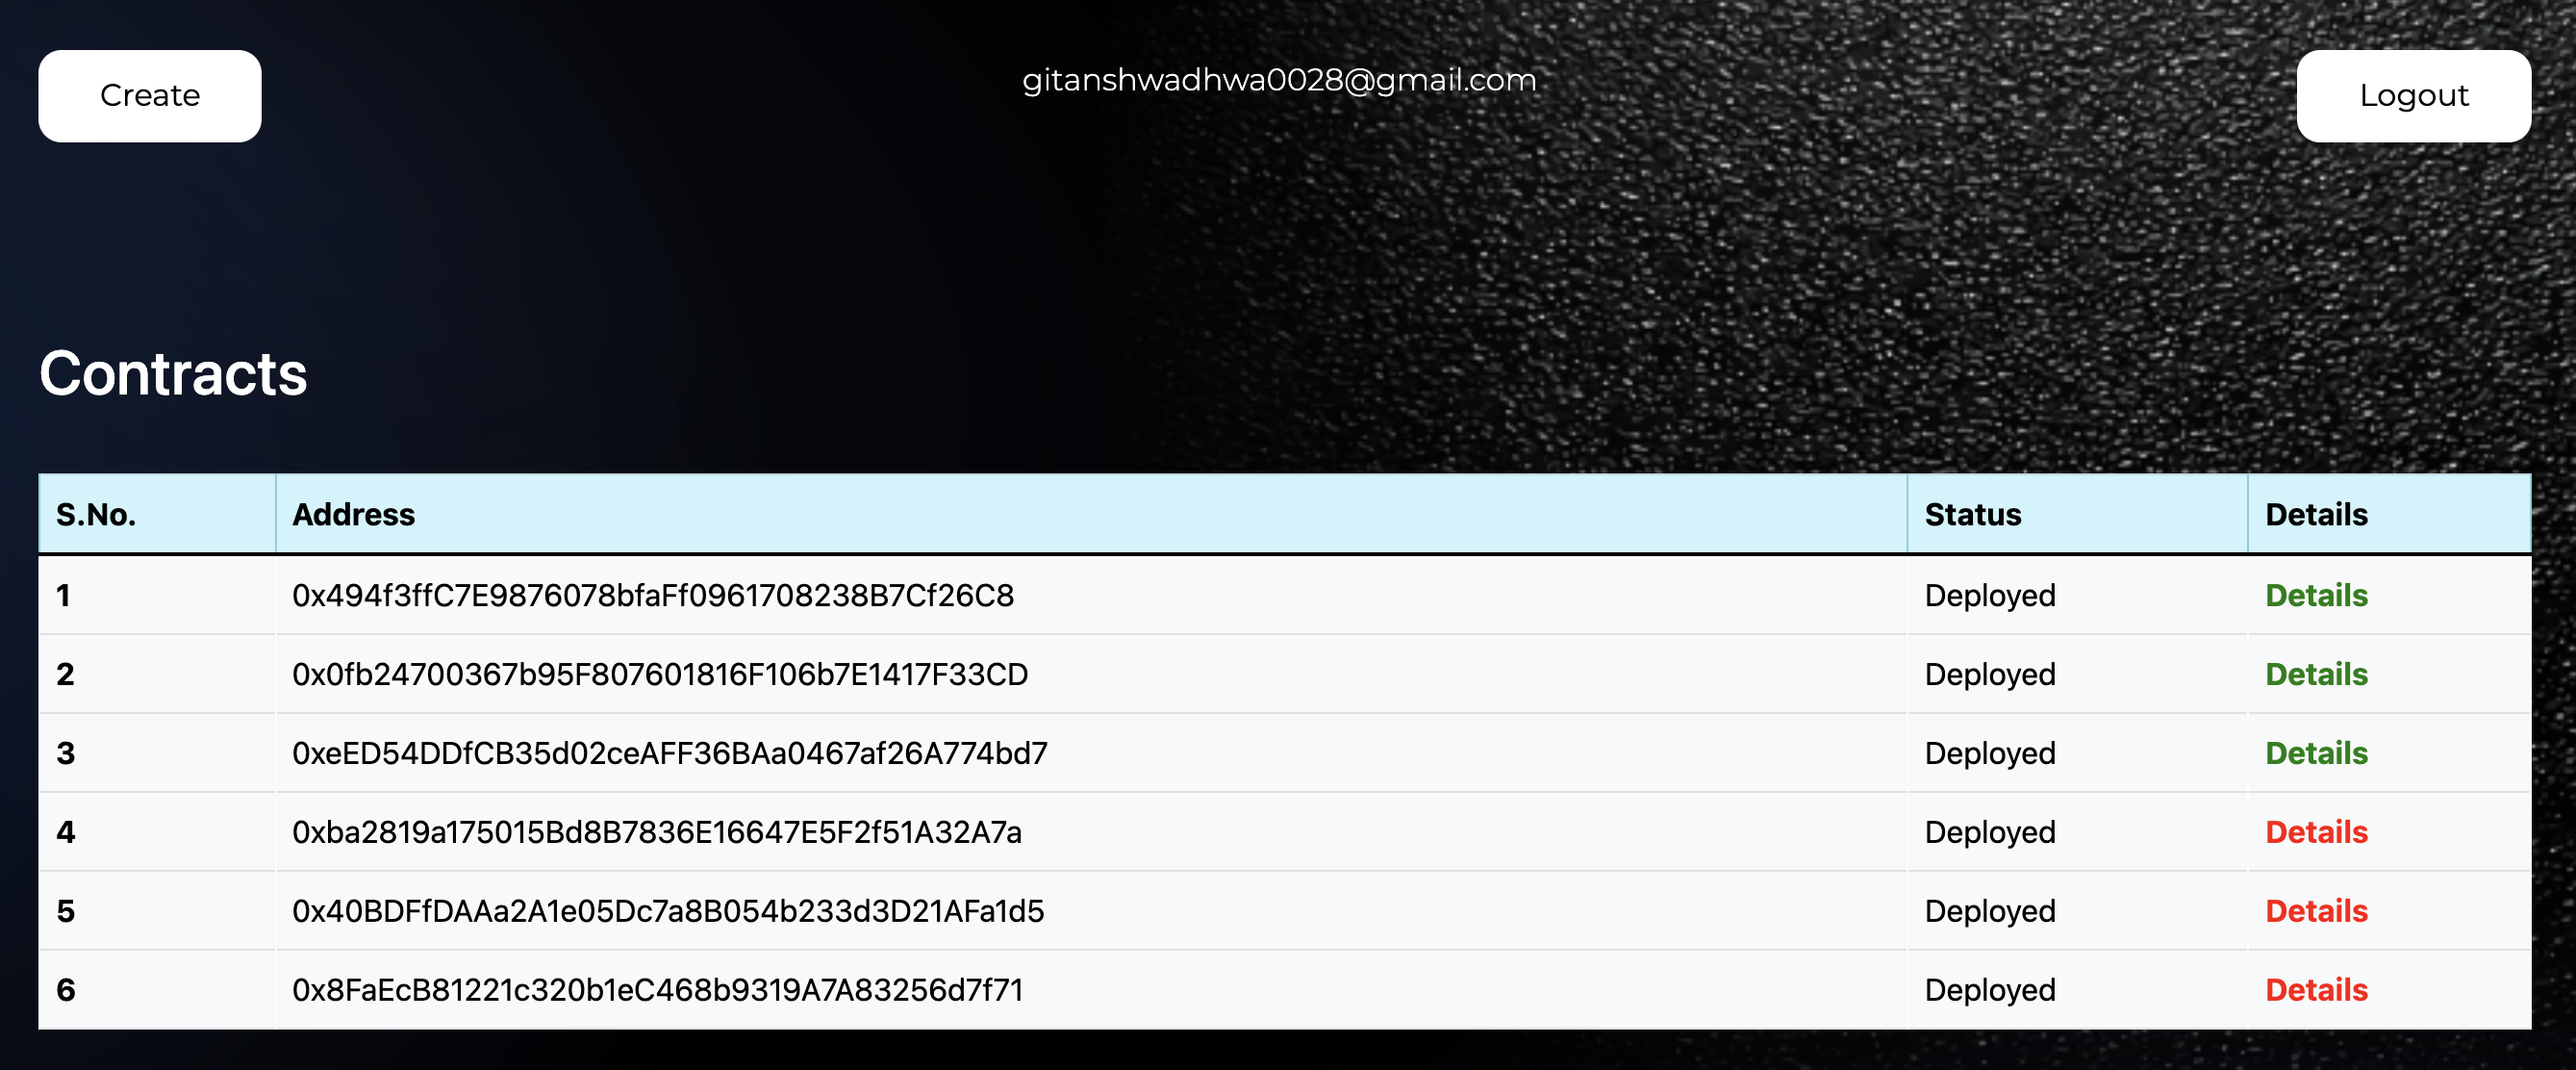 Create
gitanshwadhwa0028@gmail.com
Logout
Contracts
S.No. Address Status Details
1 0x494f3ffC7E9876078bfaFf0961708238B7Cf26C8 Deployed Details
2 0x0fb24700367b95F807601816F106b7E1417F33CD Deployed Details
3 0xeED54DDfCB35d02ceAFF36BAa0467af26A774bd7 Deployed Details
4 0xba2819a175015Bd8B7836E16647E5F2f51A32A7a Deployed Details
5 0x40BDFfDAAa2A1e05Dc7a8B054b233d3D21AFa1d5 Deployed Details
6 0x8FaEcB81221c320b1eC468b9319A7A83256d7f71 Deployed Details